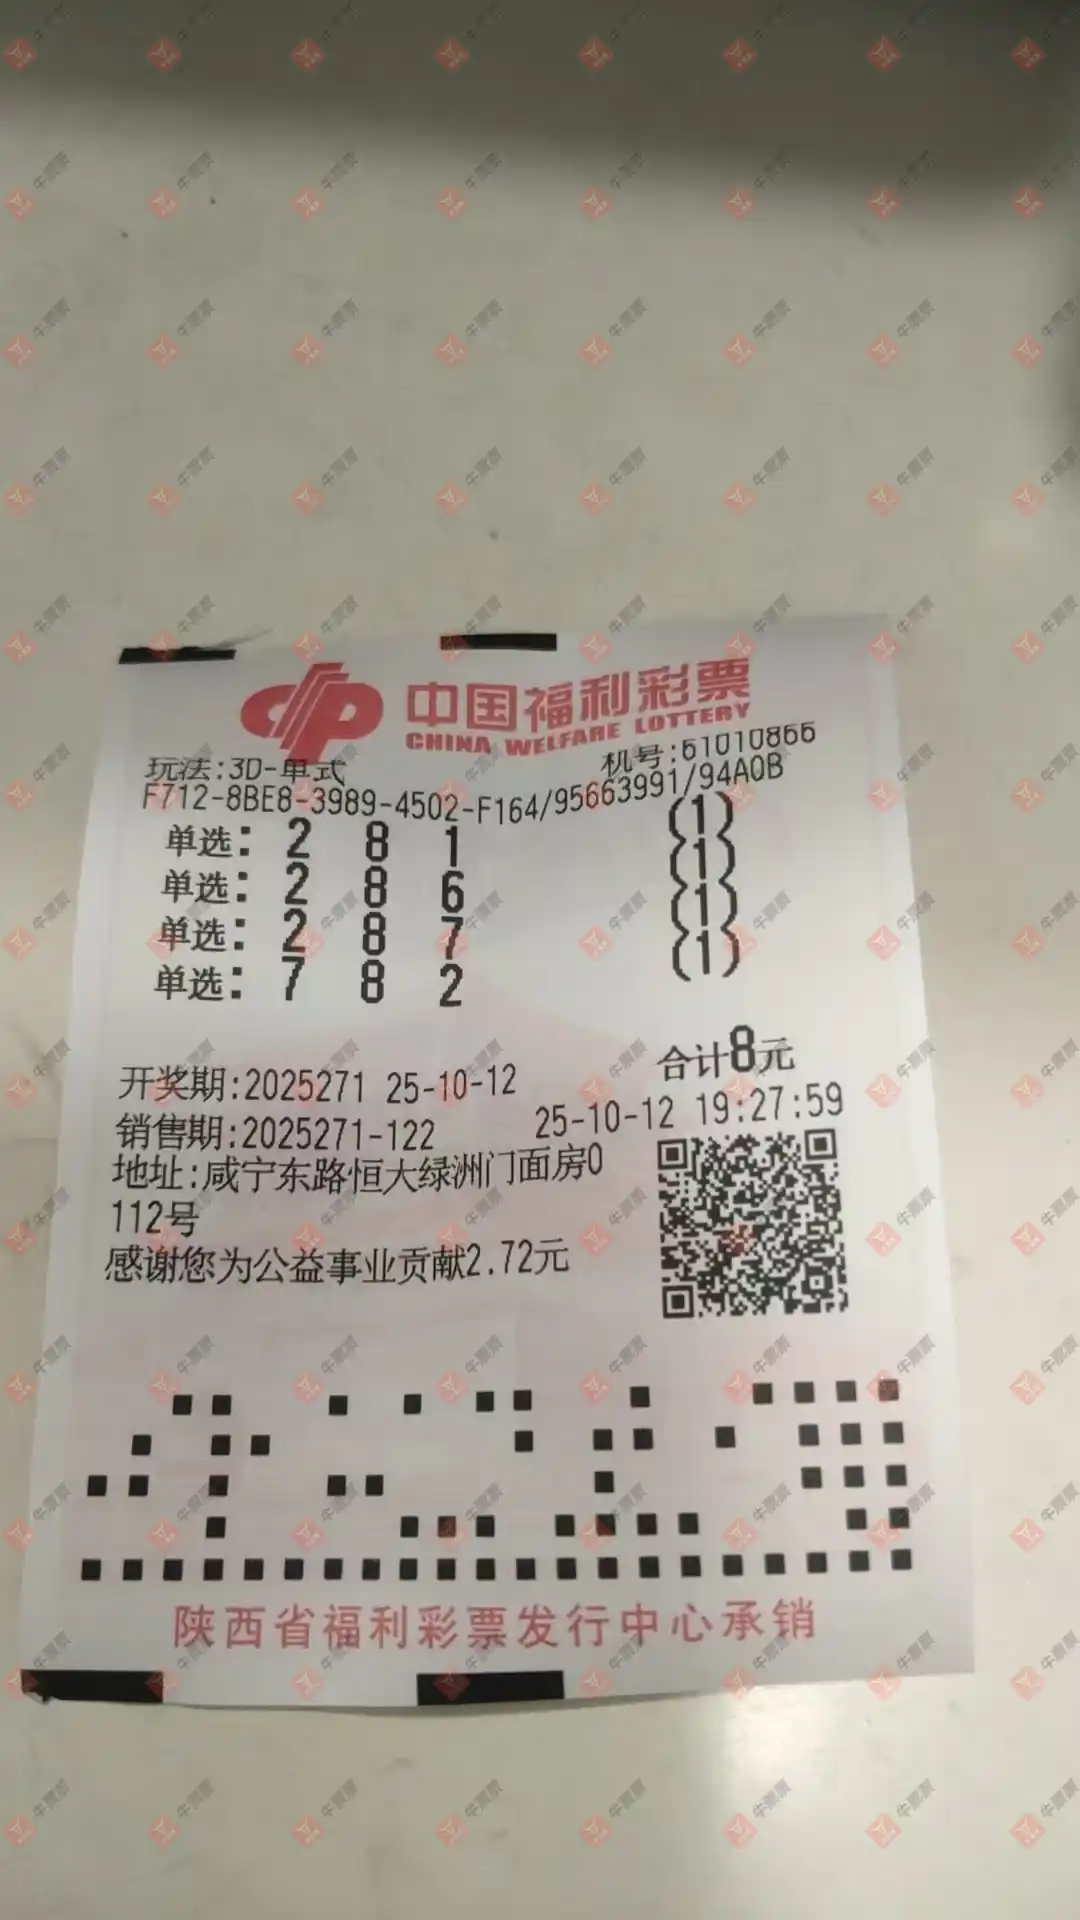 中国福利彩票
CHINA WELFARE LOTTERY
玩法:3D-单式 机号:61010866
F712-8BE8-3989-4502-F164/95663991/94A0B
单选: 2 8 1 (1)
单选: 2 8 6 (1)
单选: 2 8 7 (1)
单选: 7 8 2 (1)
合计8元
开奖期:2025271 25-10-12
销售期:2025271-122 25-10-12 19:27:59
地址:咸宁东路恒大绿洲门面房0
112号
感谢您为公益事业贡献2.72元
陕西省福利彩票发行中心承销
牛票票